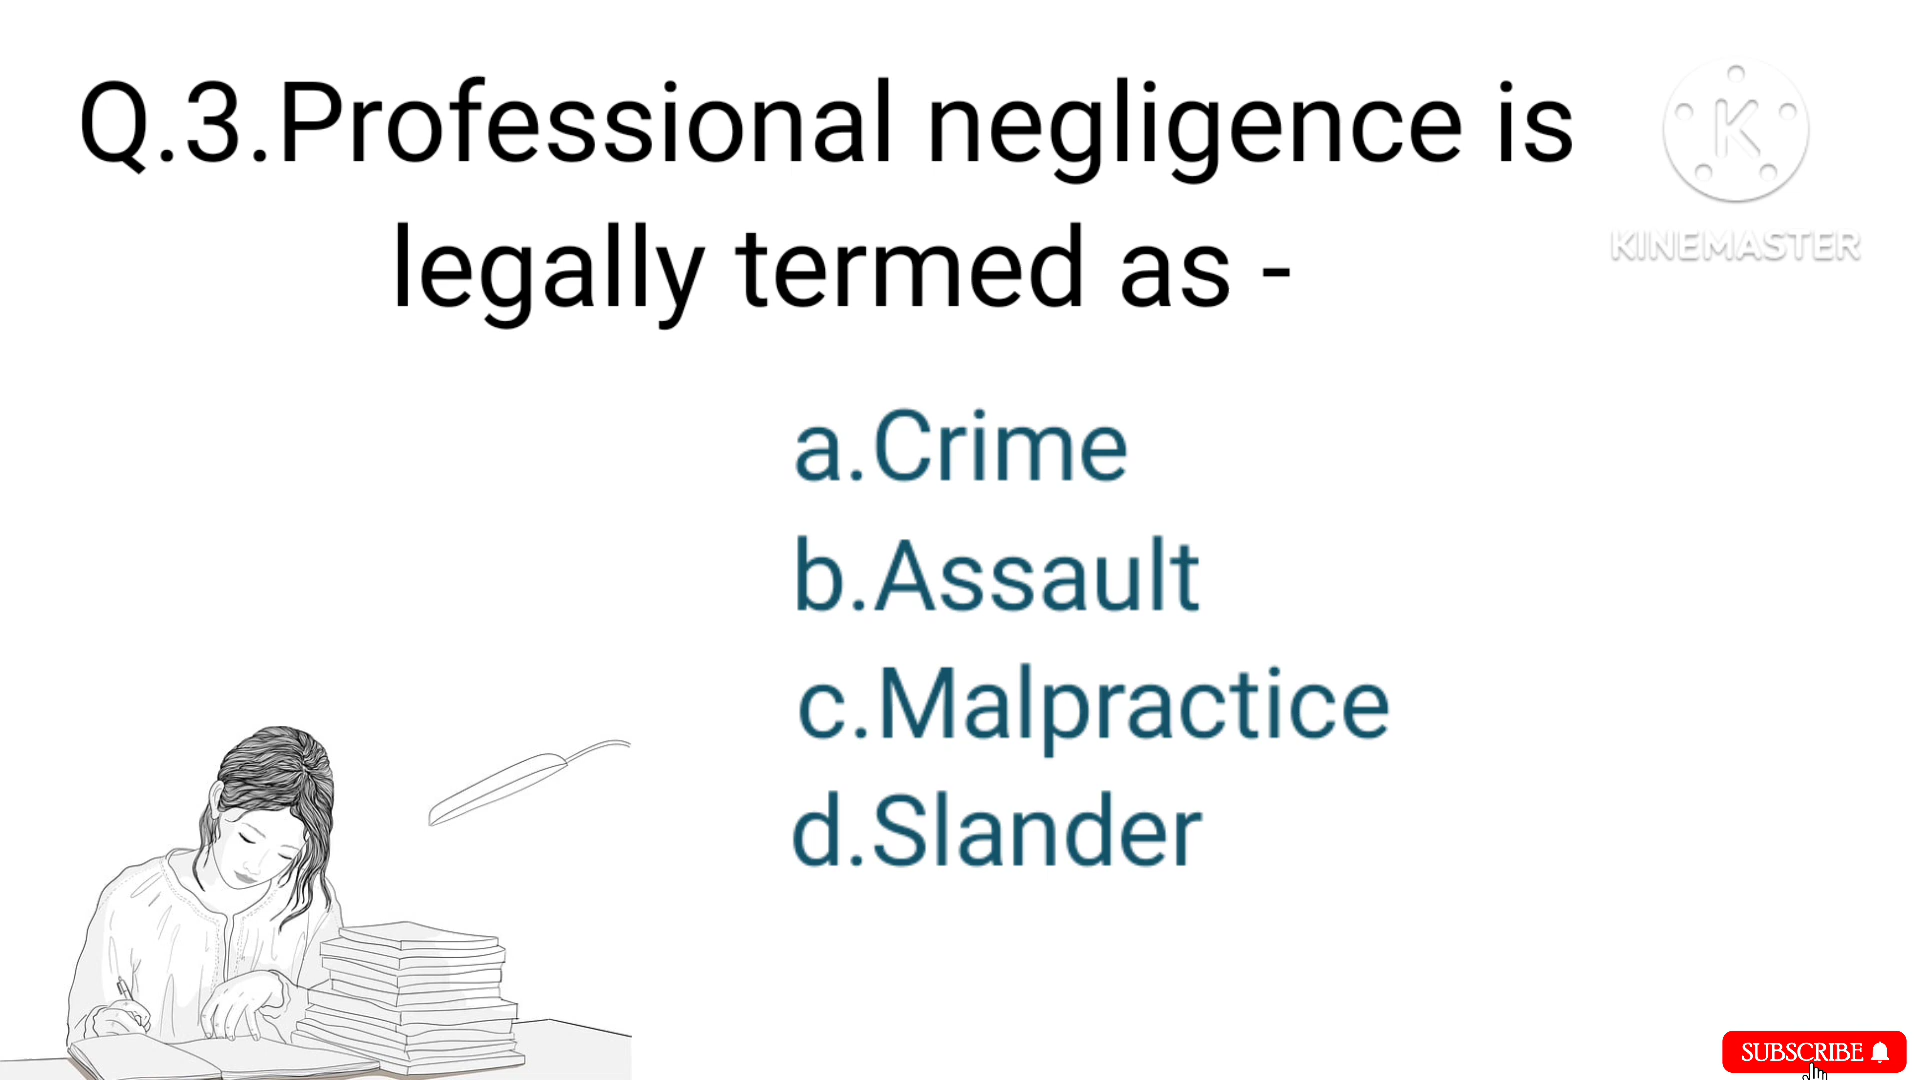 Q.3.Professional negligence is
legally termed as -
K
KINEMASTER
a.Crime
b.Assault
c.Malpractice
d.Slander
SUBSCRIBE